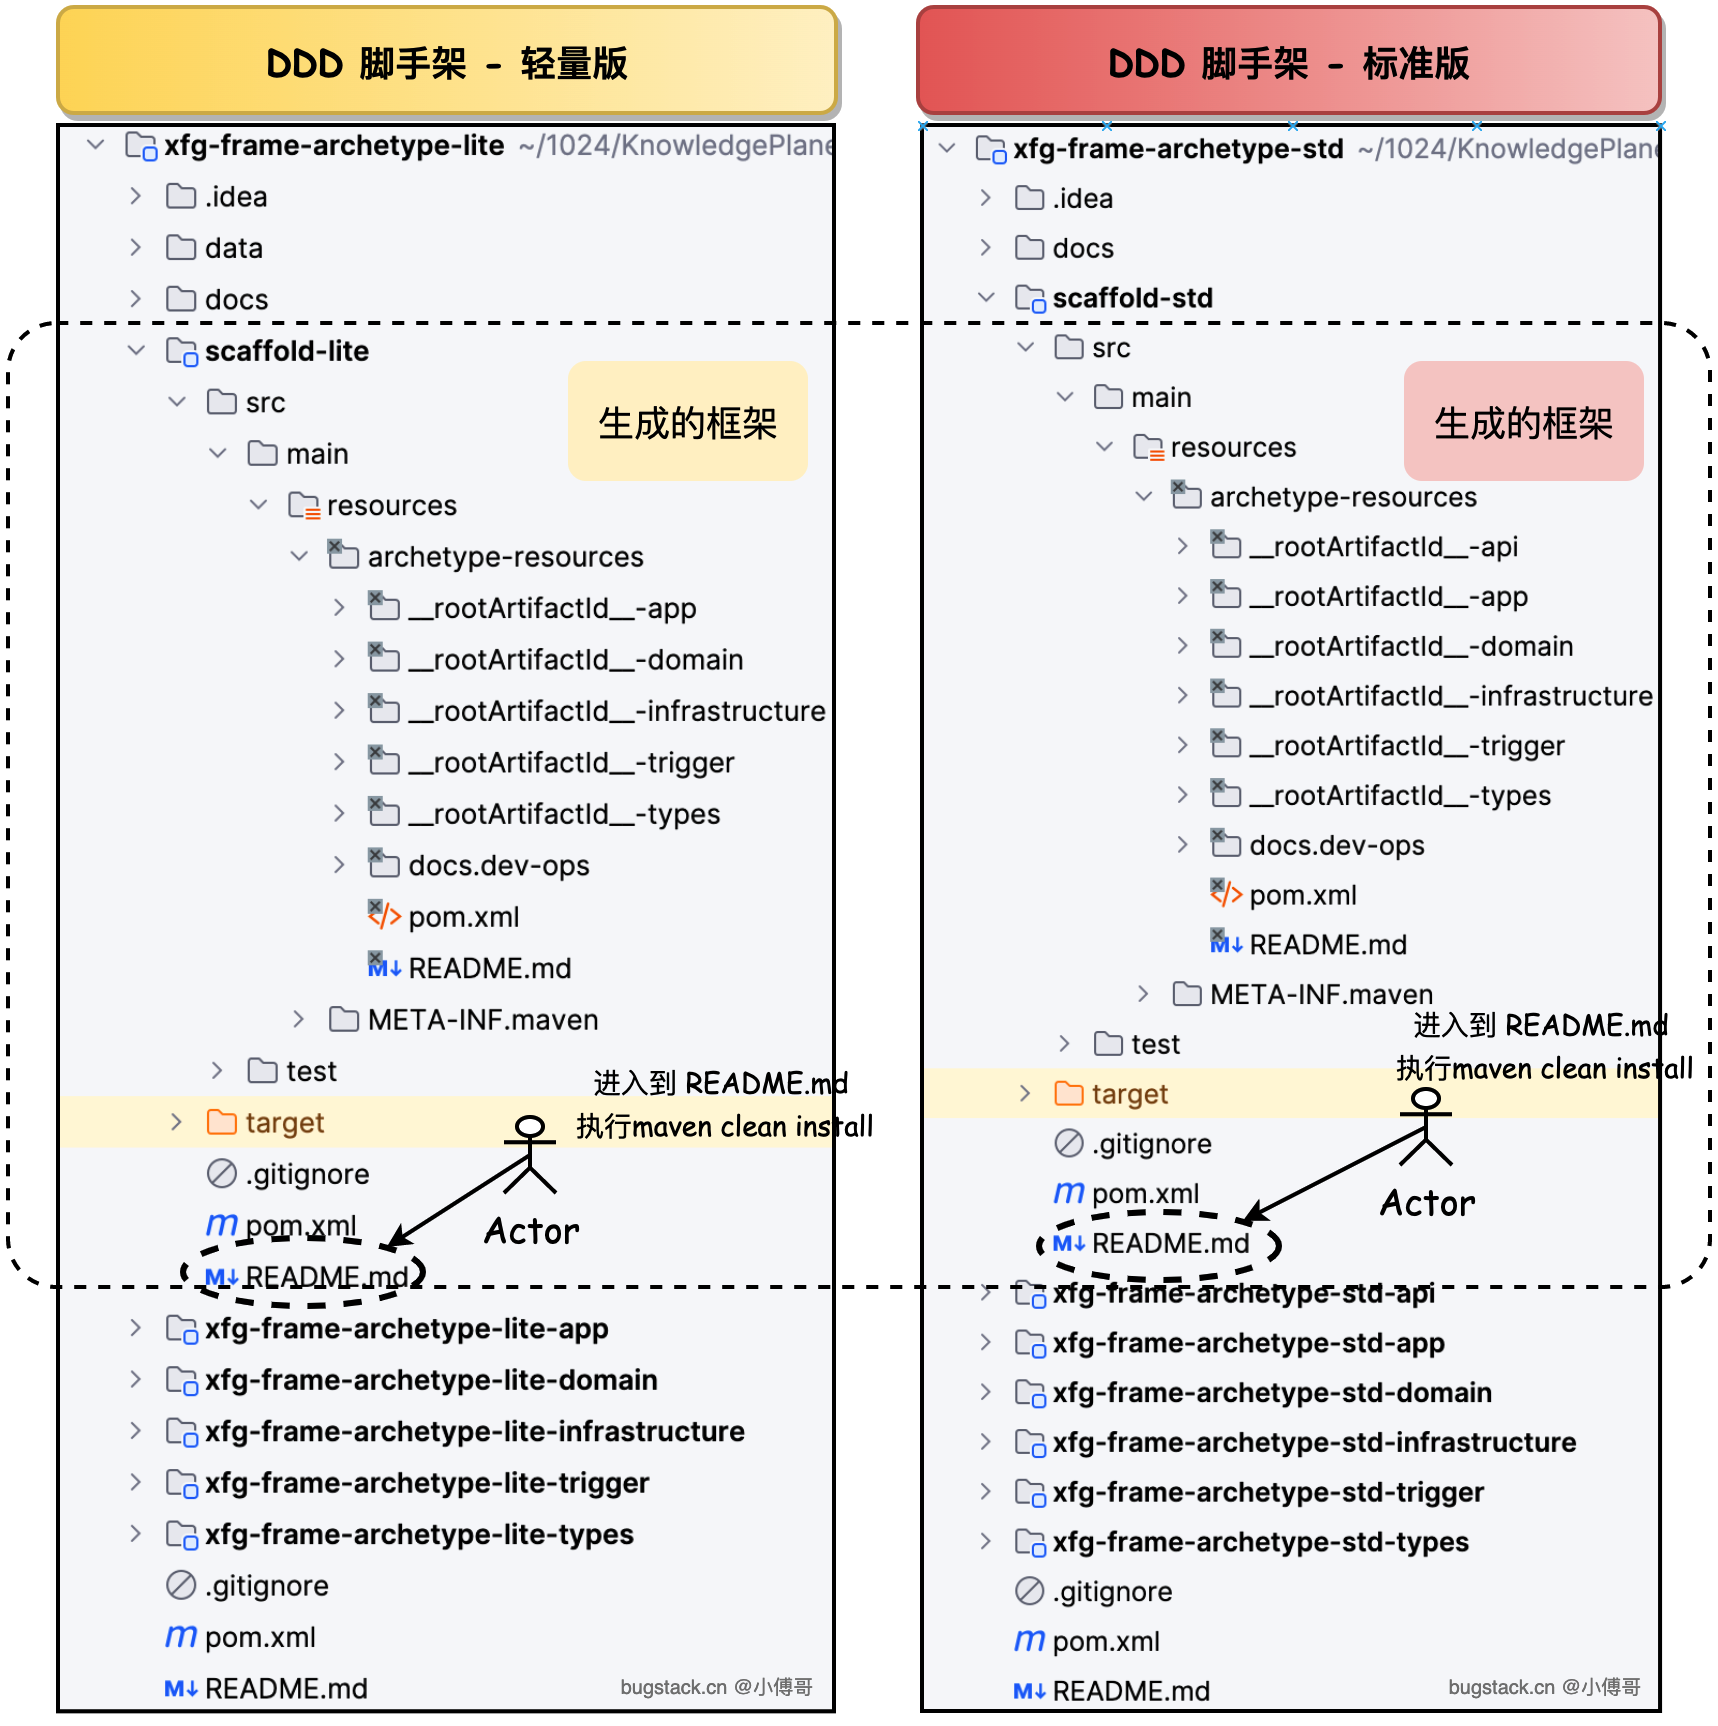 DDD 脚手架 - 轻量版
xfg-frame-archetype-lite ~/1024/KnowledgePlane
.idea
data
docs
scaffold-lite
生成的框架
src
main
resources
archetype-resources
__rootArtifactId__-app
__rootArtifactId__-domain
__rootArtifactId__-infrastructure
__rootArtifactId__-trigger
__rootArtifactId__-types
docs.dev-ops
pom.xml
README.md
META-INF.maven
test
进入到 README.md
执行maven clean install
target
.gitignore
pom.xml
Actor
README.md
xfg-frame-archetype-lite-app
xfg-frame-archetype-lite-domain
xfg-frame-archetype-lite-infrastructure
xfg-frame-archetype-lite-trigger
xfg-frame-archetype-lite-types
.gitignore
pom.xml
README.md
bugstack.cn @小傅哥
DDD 脚手架 - 标准版
xfg-frame-archetype-std ~/1024/KnowledgePlan
.idea
docs
scaffold-std
src
生成的框架
main
resources
archetype-resources
__rootArtifactId__-api
__rootArtifactId__-app
__rootArtifactId__-domain
__rootArtifactId__-infrastructure
__rootArtifactId__-trigger
__rootArtifactId__-types
docs.dev-ops
pom.xml
README.md
META-INF.maven
进入到 README.md
test
执行maven clean install
target
.gitignore
pom.xml
Actor
README.md
xfg-frame-archetype-std-api
xfg-frame-archetype-std-app
xfg-frame-archetype-std-domain
xfg-frame-archetype-std-infrastructure
xfg-frame-archetype-std-trigger
xfg-frame-archetype-std-types
.gitignore
pom.xml
README.md
bugstack.cn @小傅哥